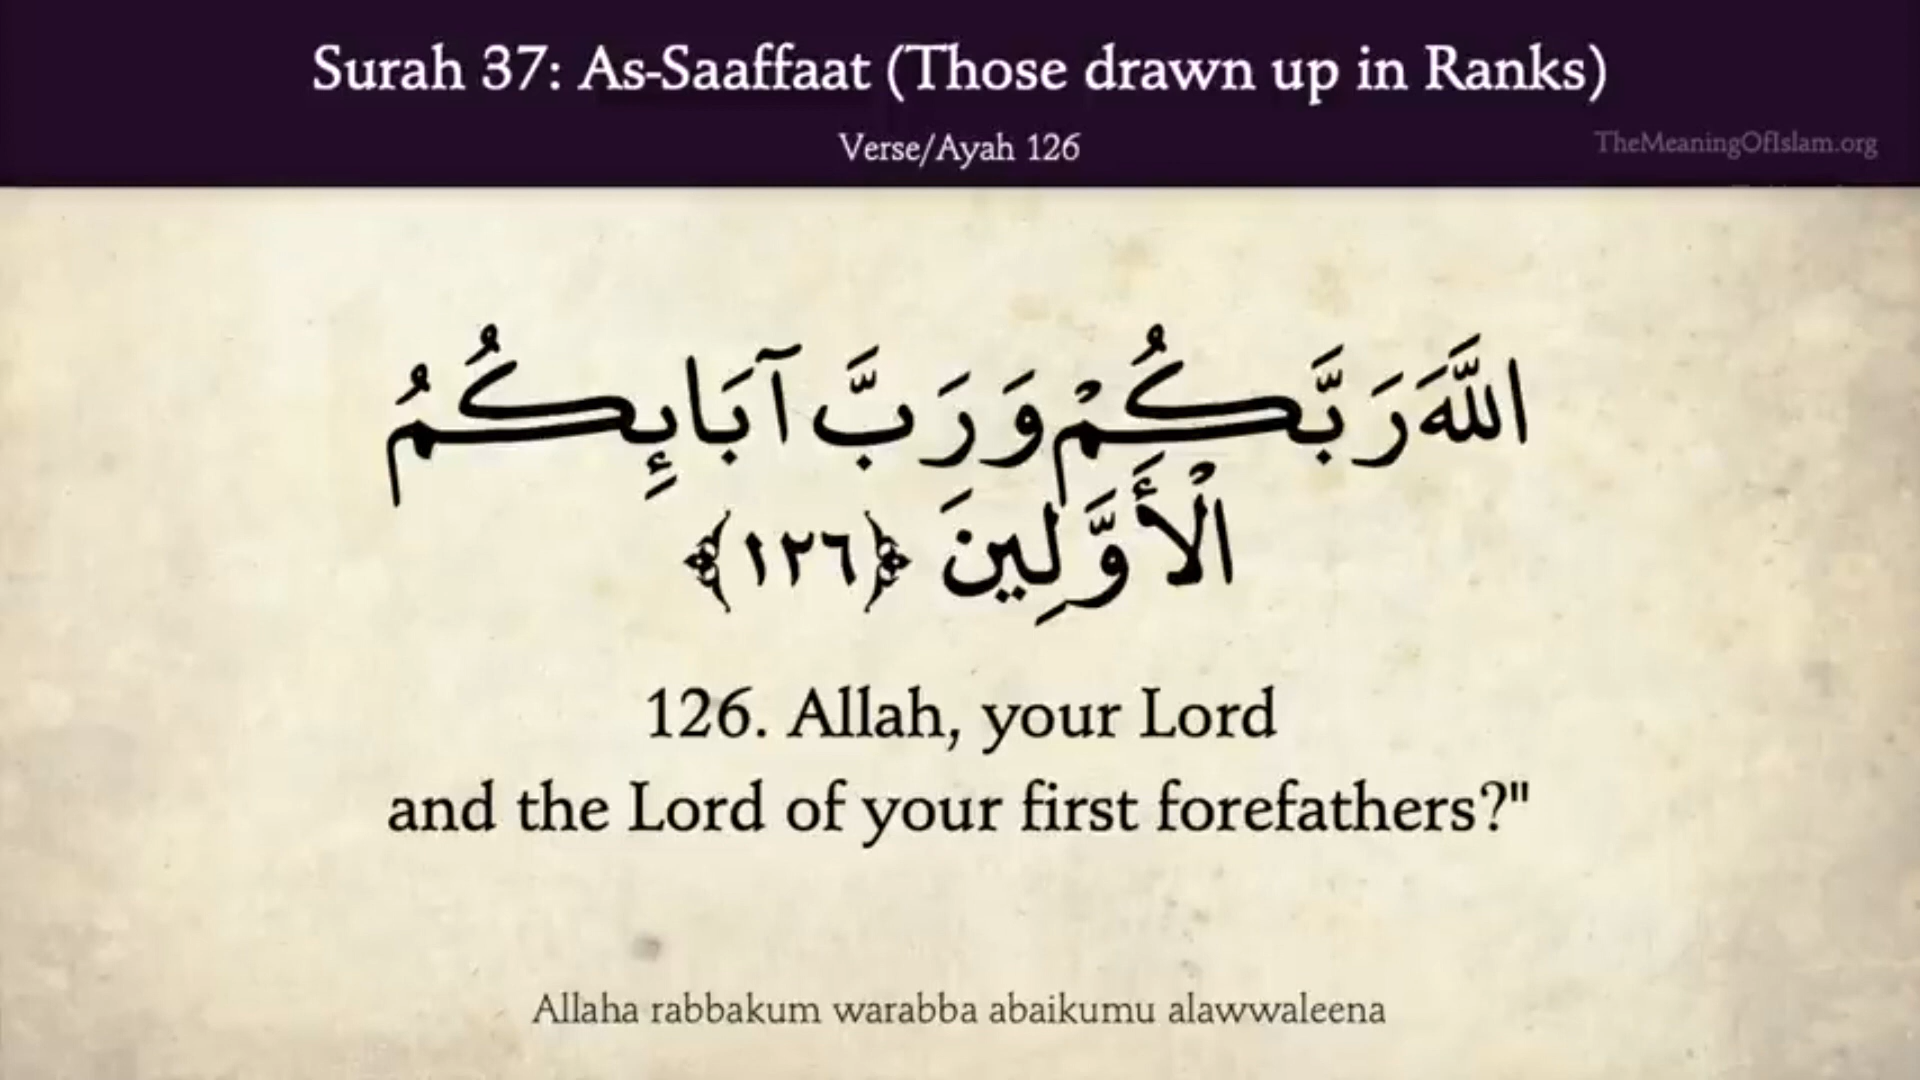 Surah 37: As-Saaffaat (Those drawn up in Ranks)
Verse/Ayah 126
TheMeaningOfIslam.org
اللَّهَ رَبَّكُمْ وَرَبَّ آبَائِكُمُ
الْأَوَّلِينَ ﴿١٢٦﴾
126. Allah, your Lord
and the Lord of your first forefathers?"
Allaha rabbakum warabba abaikumu alawwaleena